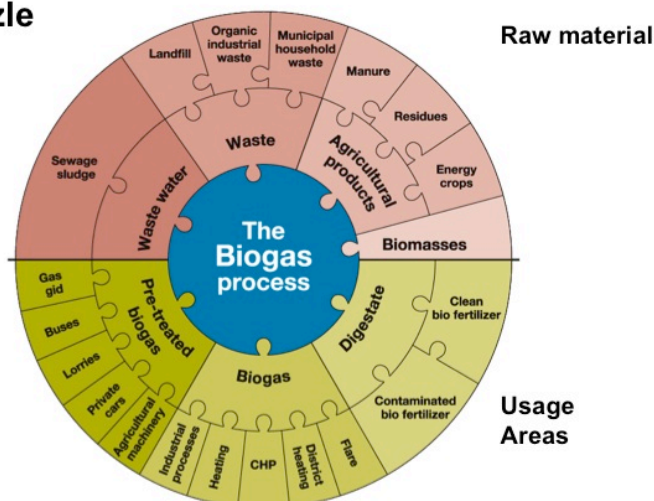 zle
Raw material
Landfill
Organic
industrial
waste
Municipal
household
waste
Manure
Residues
Energy
crops
Sewage
sludge
Waste water
Waste
Agricultural
products
Biomasses
The
Biogas
process
Gas
gid
Buses
Lorries
Private
cars
Agricultural
machinery
Pre-treated
biogas
Biogas
Digestate
Industrial
processes
Heating
CHP
District
heating
Flare
Clean
bio fertilizer
Contaminated
bio fertilizer
Usage
Areas